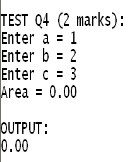 TEST Q4 (2 marks):
Enter a = 1
Enter b = 2
Enter c = 3
Area = 0.00
OUTPUT:
0.00